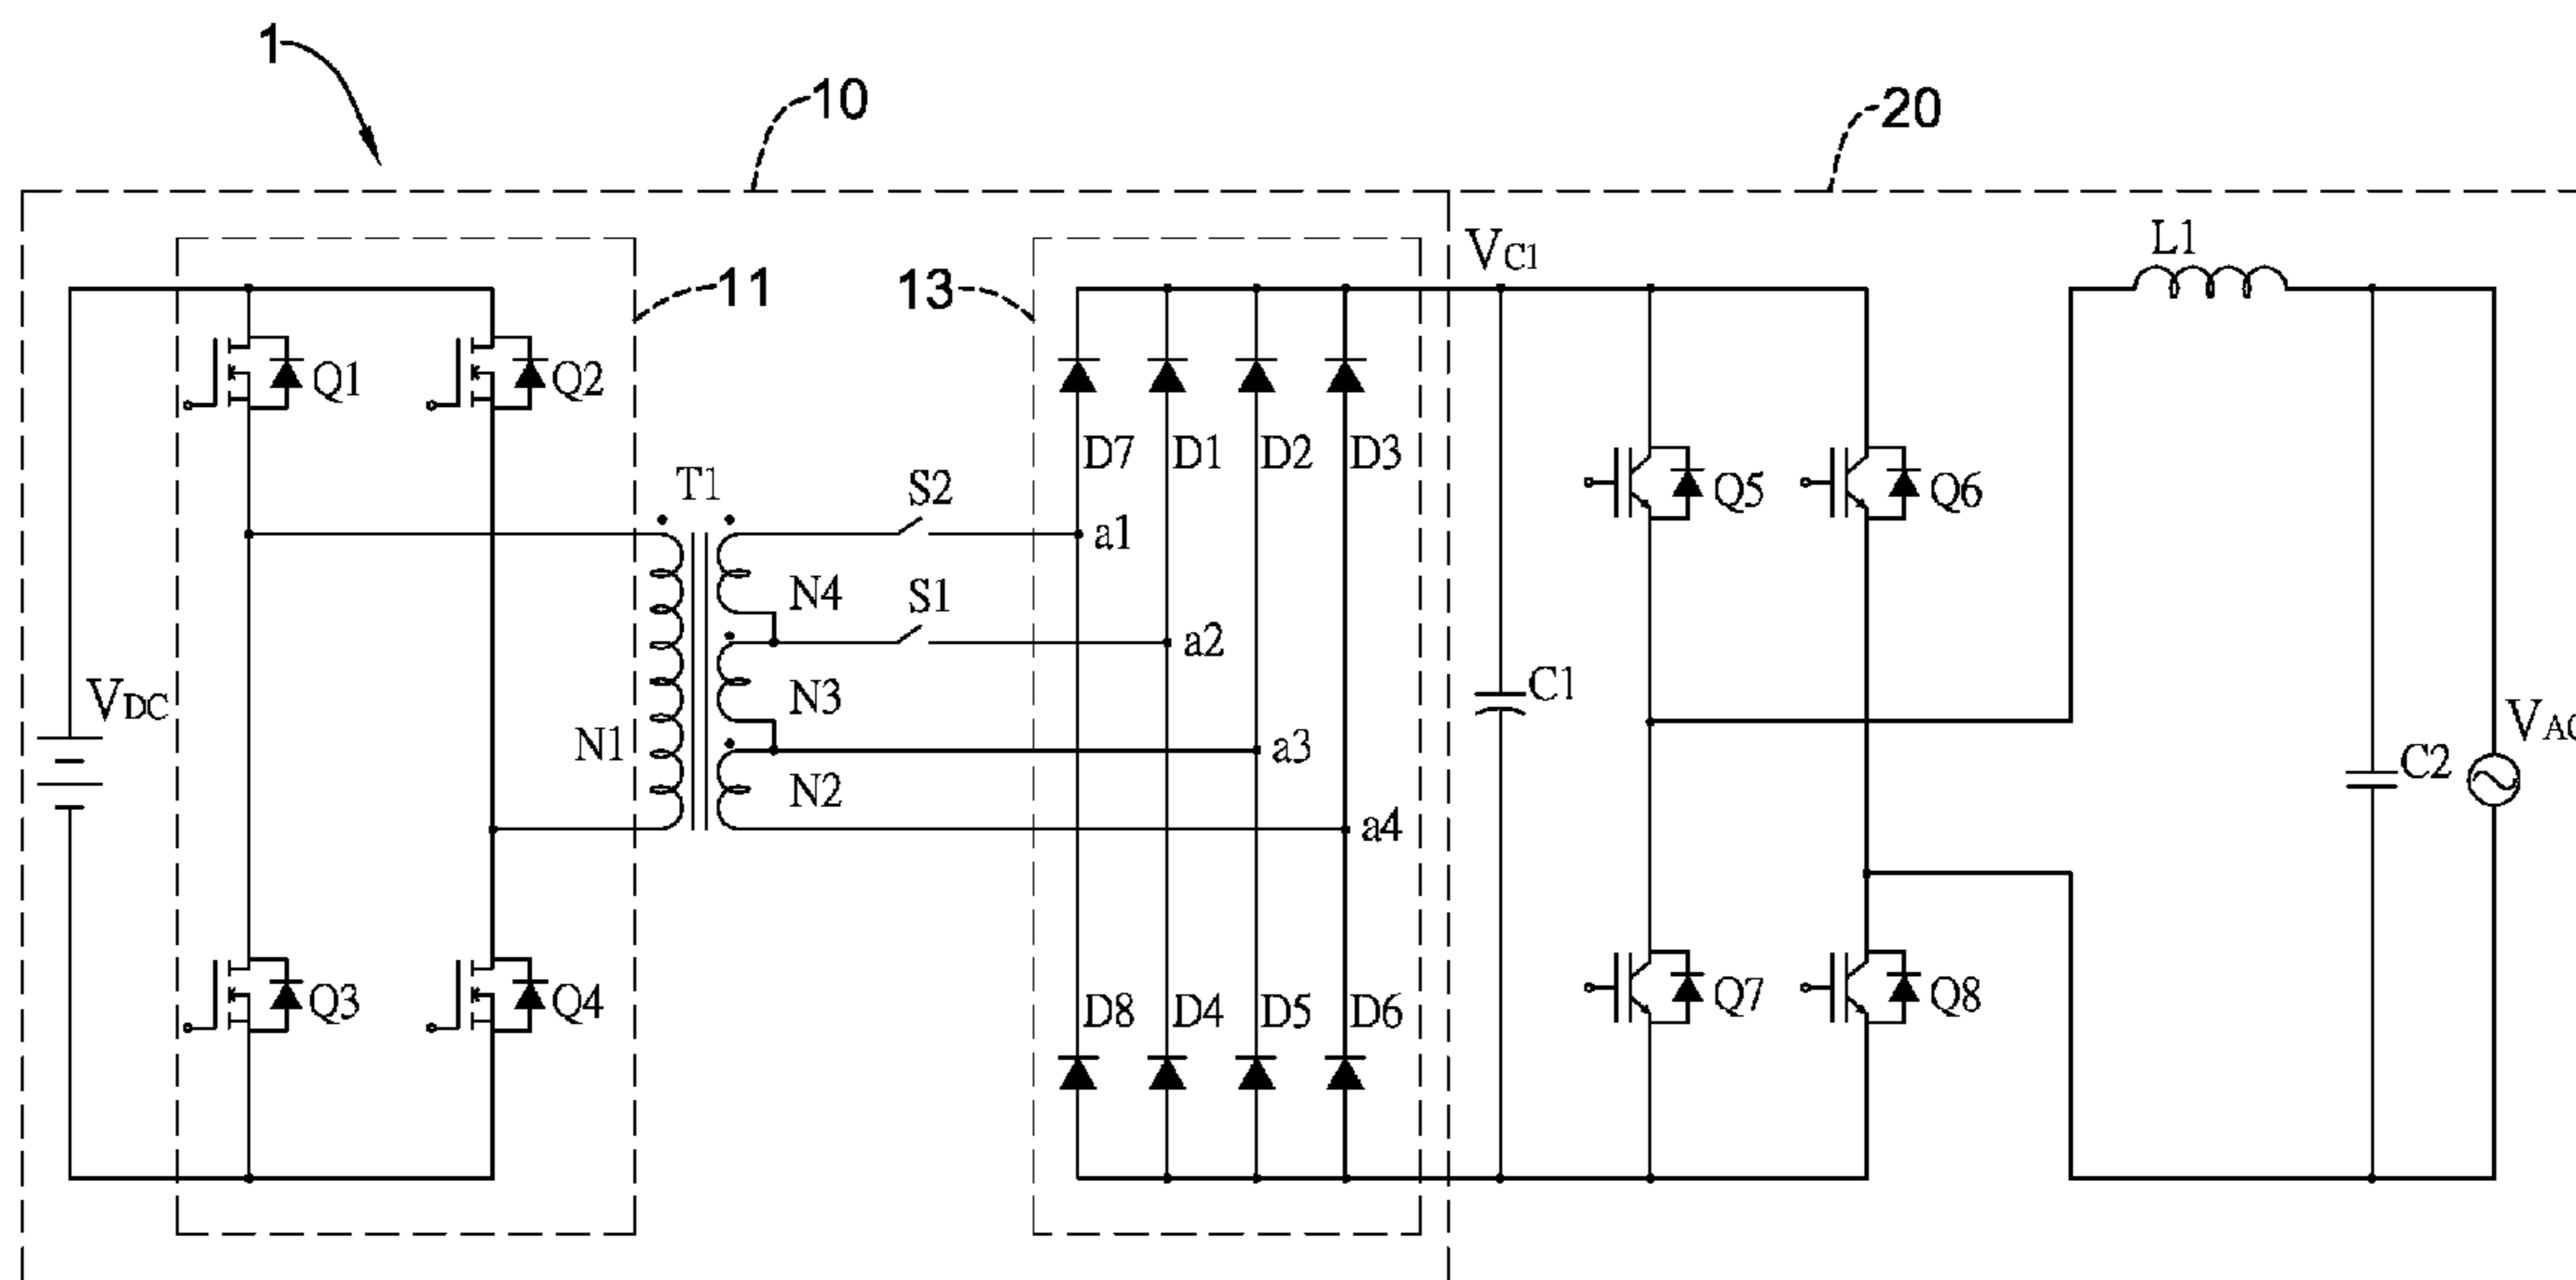 1
10
20
11
13
VC1
L1
Q1
Q2
D7
D1
D2
D3
T1
S2
Q5
Q6
a1
N4
S1
a2
VDC
N3
C1
N1
a3
VAC
N2
C2
a4
Q3
Q4
D8
D4
D5
D6
Q7
Q8